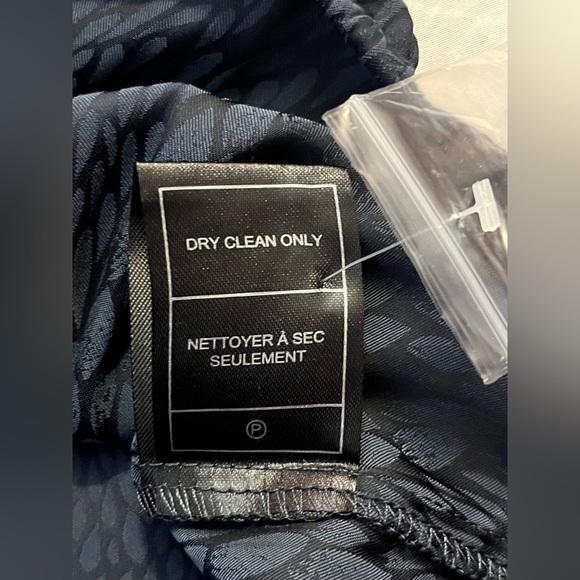 DRY CLEAN ONLY
NETTOYER À SEC
SEULEMENT
P